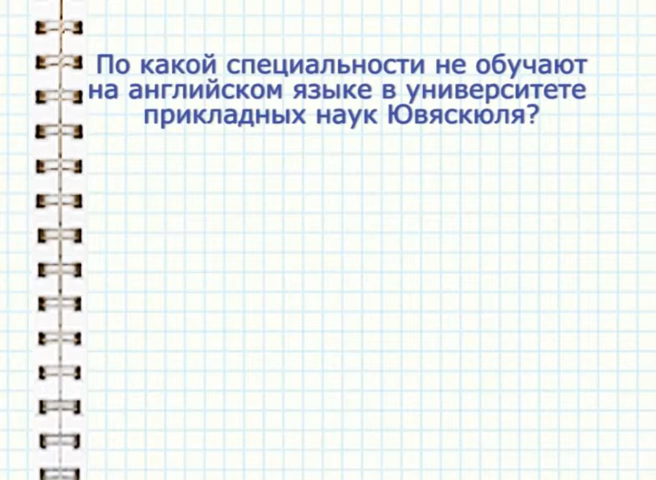 По какой специальности не обучают
на английском языке в университете
прикладных наук Ювяскюля?